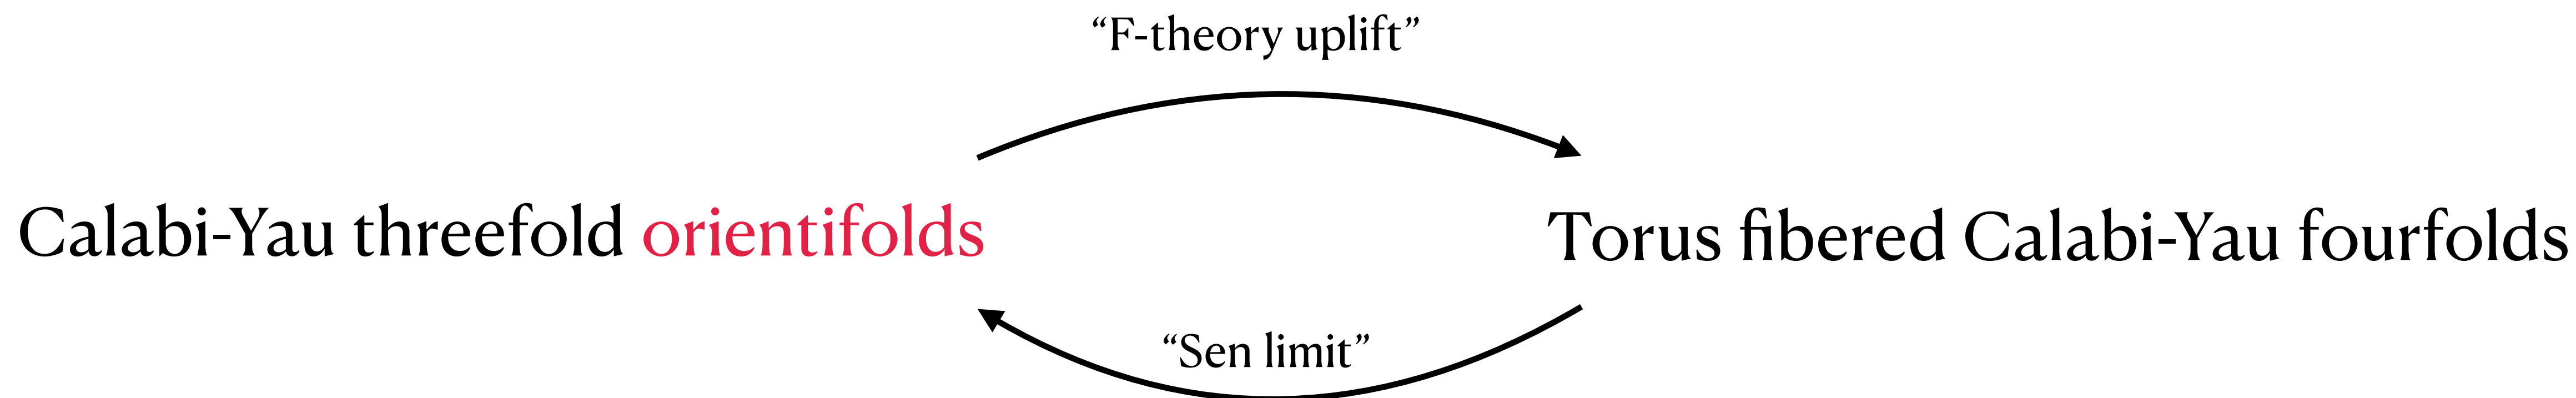 “F-theory uplift”
Calabi-Yau threefold orientifolds
Torus fibered Calabi-Yau fourfolds
“Sen limit”